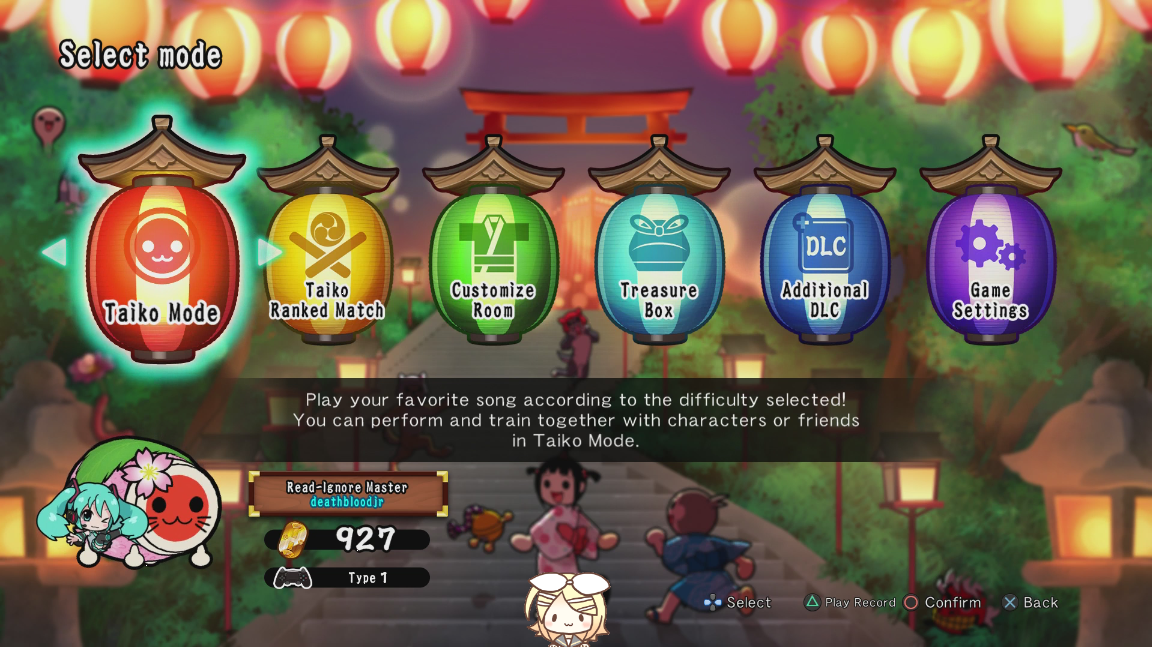 Select mode
Taiko Mode
Taiko
Ranked Match
Customize
Room
Treasure
Box
DLC
Additional
DLC
Game
Settings
Play your favorite song according to the difficulty selected!
You can perform and train together with characters or friends
in Taiko Mode.
Read-Ignore Master
deathbloodjr
927
Type 1
Select
Play Record
Confirm
Back